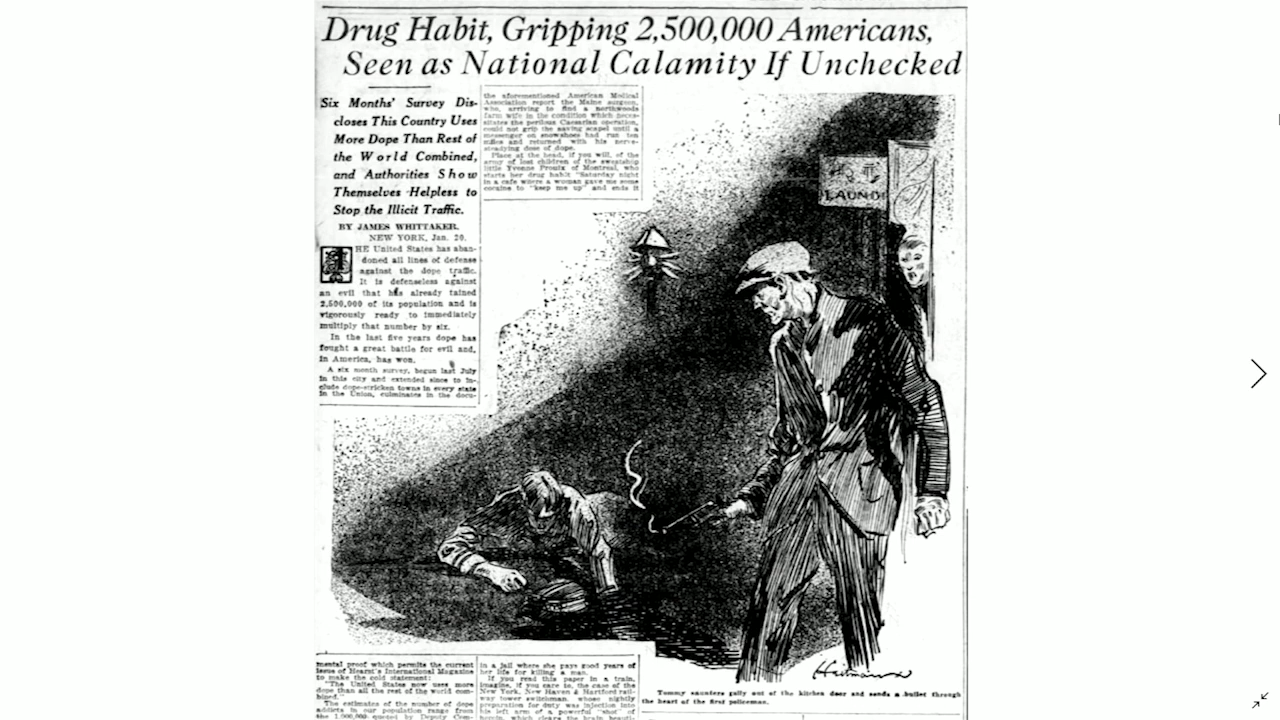 Drug Habit, Gripping 2,500,000 Americans,
Seen as National Calamity If Unchecked
Six Months' Survey Dis-
closes This Country Uses
More Dope Than Rest of
the World Combined,
and Authorities Show
Themselves Helpless to
Stop the Illicit Traffic.
BY JAMES WHITTAKER.
NEW YORK, Jan. 20.
THE United States has aban-
doned all lines of defense
against the dope traffic.
It is defenseless against
an evil that has already tained
2,500,000 of its population and is
vigorously ready to immediately
multiply that number by six.
In the last five years dope has
fought a great battle for evil and,
in America, has won.
A six month survey, begun last July
in this city and extended since to in-
clude dope-stricken towns in every state
in the Union, culminates in the docu-
the aforementioned American Medical
Association report the Maine surgeon,
who, arriving to find a northwoods
farm wife in the condition which neces-
sitates the perilous Caesarian operation,
could not grip the saving scapel until a
messenger on snowshoes had run ten
miles and returned with his nerve-
steadying dose of dope.
Place at the head, if you will, of the
army of lost children of the sweatshop
little Yvonne Proulx of Montreal, who
starts her drug habit "Saturday night
in a cafe where a woman gave me some
cocaine to "keep me up" and ends it
LAUND
mental proof which permits the current
issue of Hearst's International Magazine
to make the cold statement:
"The United States now uses more
dope than all the rest of the world com-
bined."
The estimates of the number of dope
addicts in our population range from
the 1,000,000 quoted by Deputy Com-
in a jail where she pays good years of
her life for killing a man.
If you read this paper in a train,
imagine, if you care to, the case of the
New York, New Haven & Hartford rail-
way tower switchman, whose nightly
preparation for duty was injection into
his left arm of a powerful "shot" of
heroin, which clears the brain
Tommy saunters gaily out of the kitchen door and sends a bullet through
the heart of the first policeman.